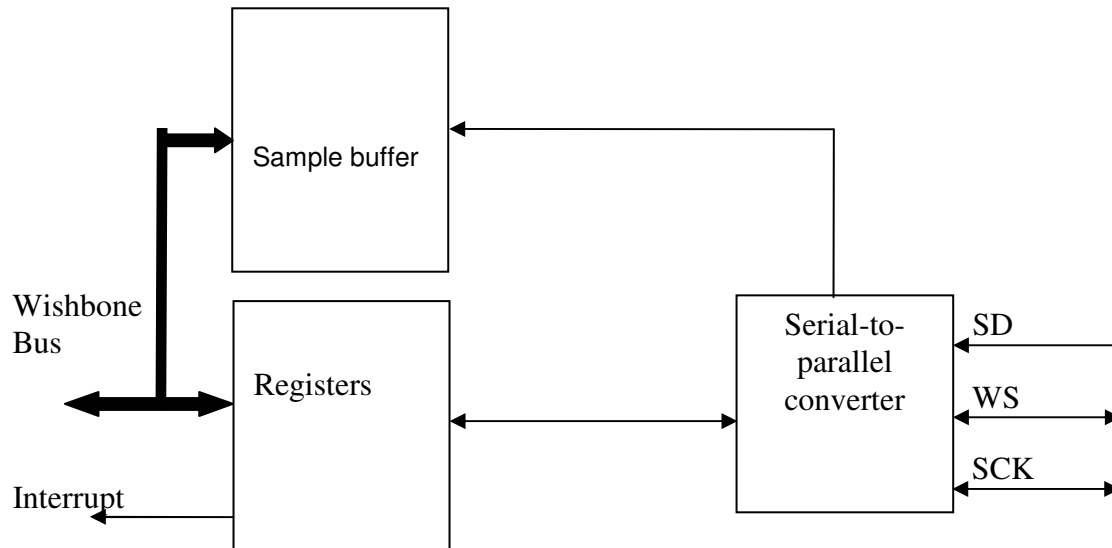 Sample buffer
Wishbone
Bus
Registers
Interrupt
Serial-to-
parallel
converter
SD
WS
SCK